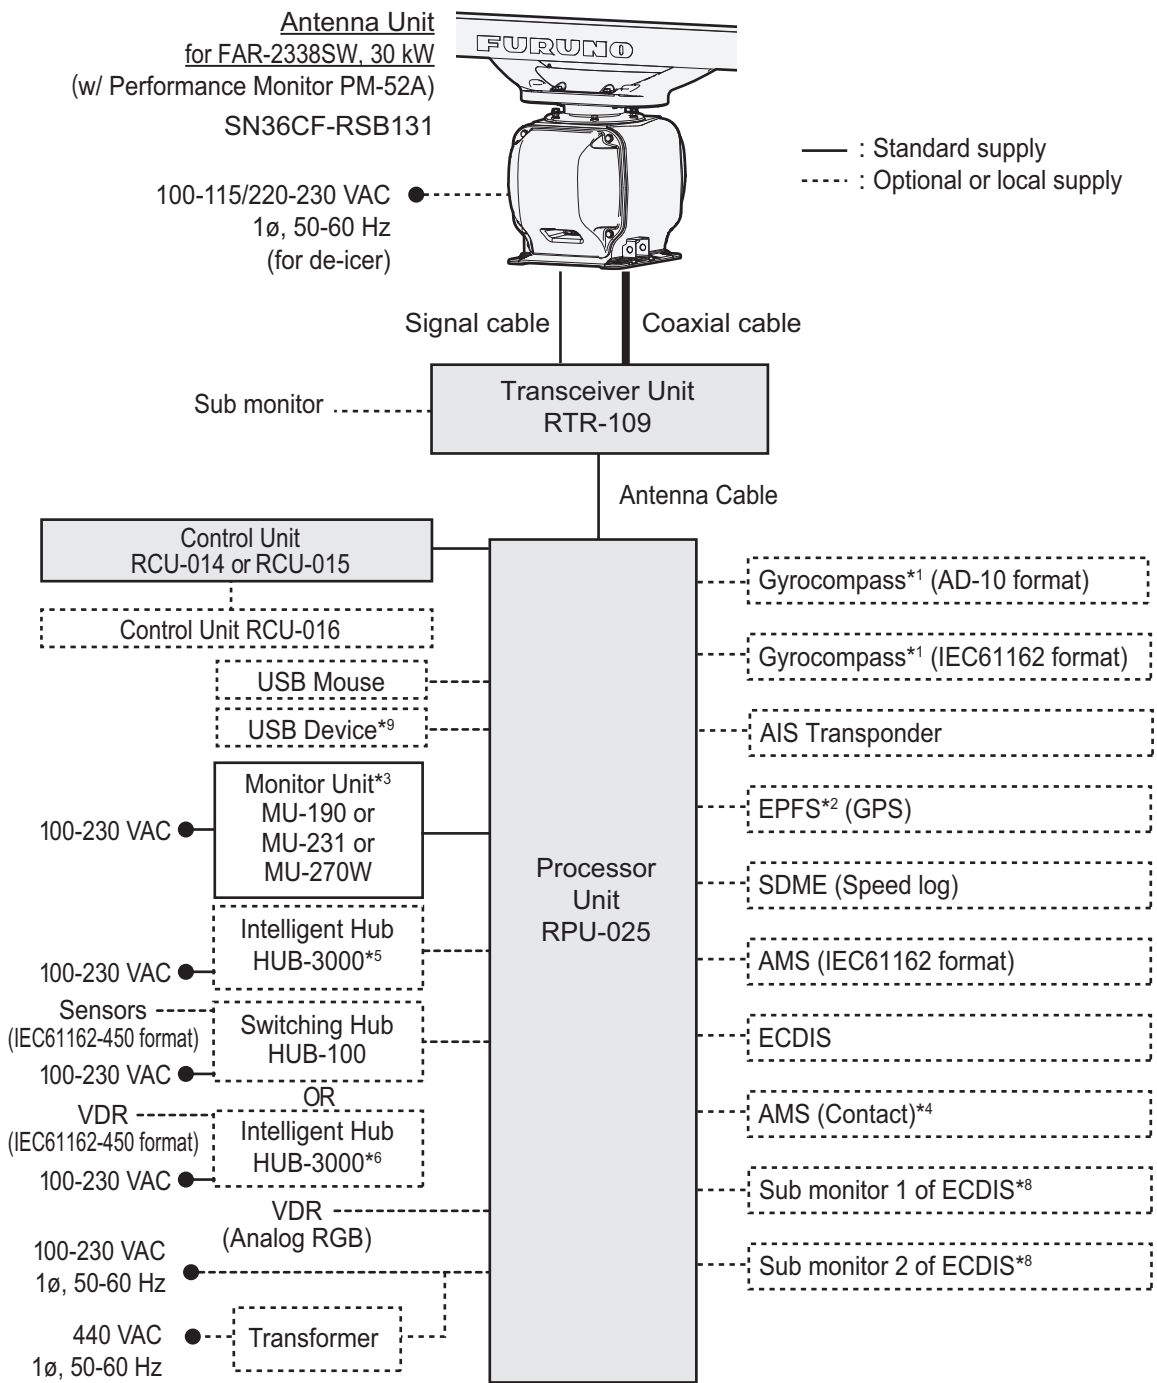 Antenna Unit
for FAR-2338SW, 30 kW
(w/ Performance Monitor PM-52A)
SN36CF-RSB131
FURUNO
100-115/220-230 VAC
1ø, 50-60 Hz
(for de-icer)
: Standard supply
: Optional or local supply
Signal cable
Coaxial cable
Transceiver Unit
RTR-109
Sub monitor
Antenna Cable
Control Unit
RCU-014 or RCU-015
Control Unit RCU-016
USB Mouse
USB Device*9
Monitor Unit*3
MU-190 or
MU-231 or
MU-270W
100-230 VAC
Intelligent Hub
HUB-3000*5
100-230 VAC
Sensors
(IEC61162-450 format)
Switching Hub
HUB-100
100-230 VAC
OR
VDR
(IEC61162-450 format)
Intelligent Hub
HUB-3000*6
100-230 VAC
VDR
(Analog RGB)
100-230 VAC
1ø, 50-60 Hz
440 VAC
1ø, 50-60 Hz
Transformer
Processor
Unit
RPU-025
Gyrocompass*1 (AD-10 format)
Gyrocompass*1 (IEC61162 format)
AIS Transponder
EPFS*2 (GPS)
SDME (Speed log)
AMS (IEC61162 format)
ECDIS
AMS (Contact)*4
Sub monitor 1 of ECDIS*8
Sub monitor 2 of ECDIS*8